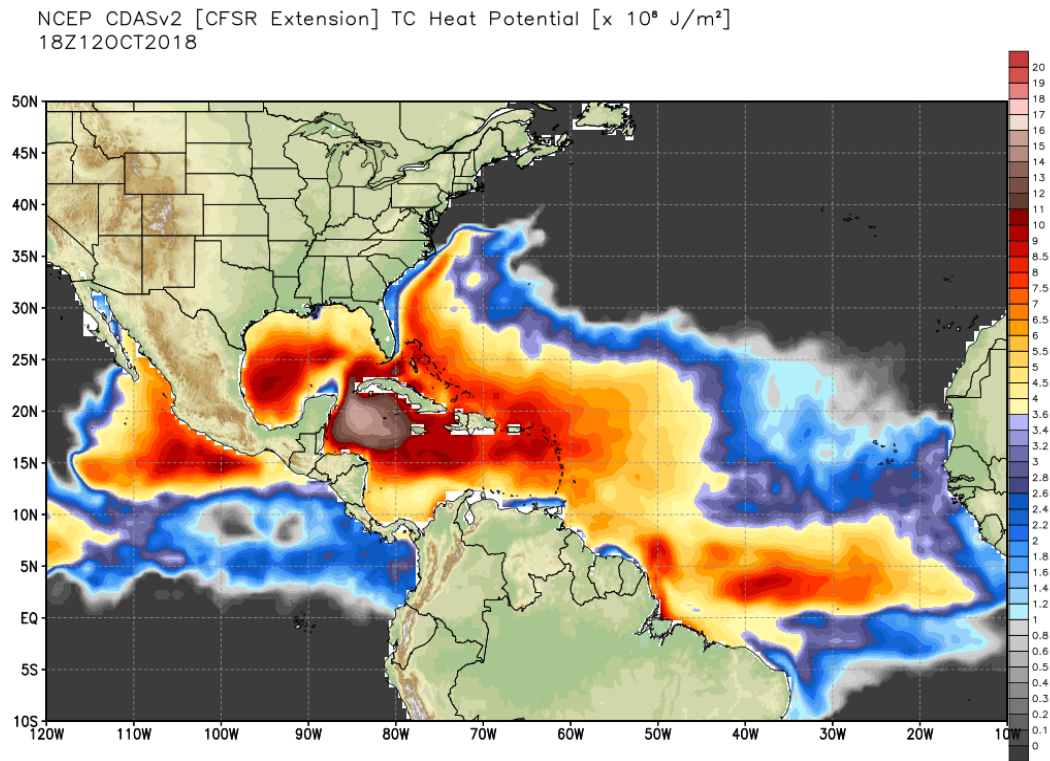 NCEP CDASv2 [CFSR Extension] TC Heat Potential [x 10⁸ J/m²]
18Z12OCT2018
50N
45N
40N
35N
30N
25N
20N
15N
10N
5N
EQ
5S
10S
120W 110W 100W 90W 80W 70W 60W 50W 40W 30W 20W 10W
20
19
18
17
16
15
14
13
12
11
10
9
8.5
8
7.5
7
6.5
6
5.5
5
4.5
4
3.6
3.4
3.2
3
2.8
2.6
2.4
2.2
2
1.8
1.6
1.4
1.2
1
0.8
0.6
0.5
0.4
0.3
0.2
0.1
0